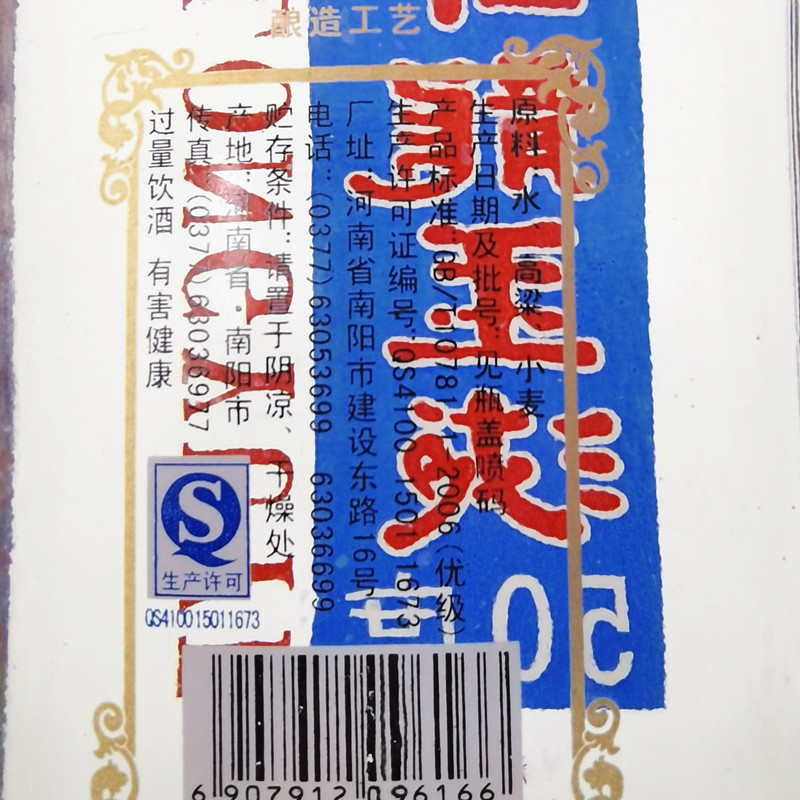 酿造工艺
原料：水、高粱、小麦
生产日期及批号：见瓶盖喷码
产品标准：GB/T10781.1-2006(优级)
生产许可证编号：QS4100 1501 1673
厂址：河南省南阳市建设东路16号
电话：(0377)63053699 63036699
贮存条件：请置于阴凉、干燥处
产地：河南省·南阳市
传真：(0377)63036977
过量饮酒 有害健康
生产许可
QS410015011673
6 907912 096166